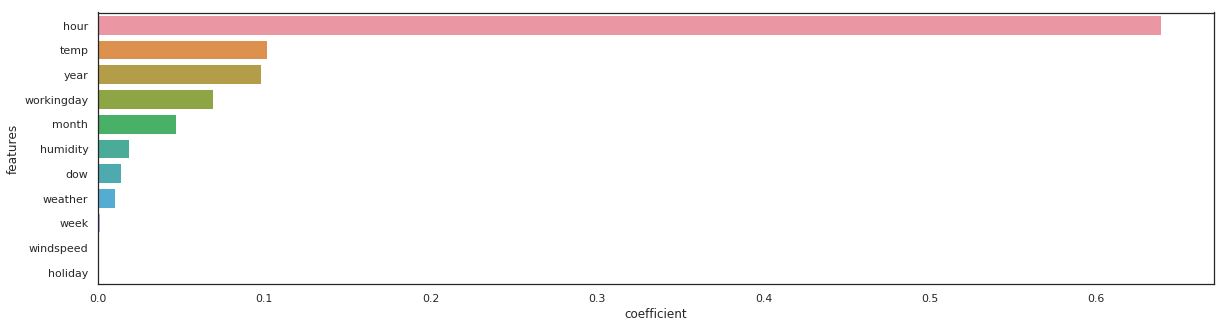 features
hour
temp
year
workingday
month
humidity
dow
weather
week
windspeed
holiday
0.0 0.1 0.2 0.3 0.4 0.5 0.6
coefficient